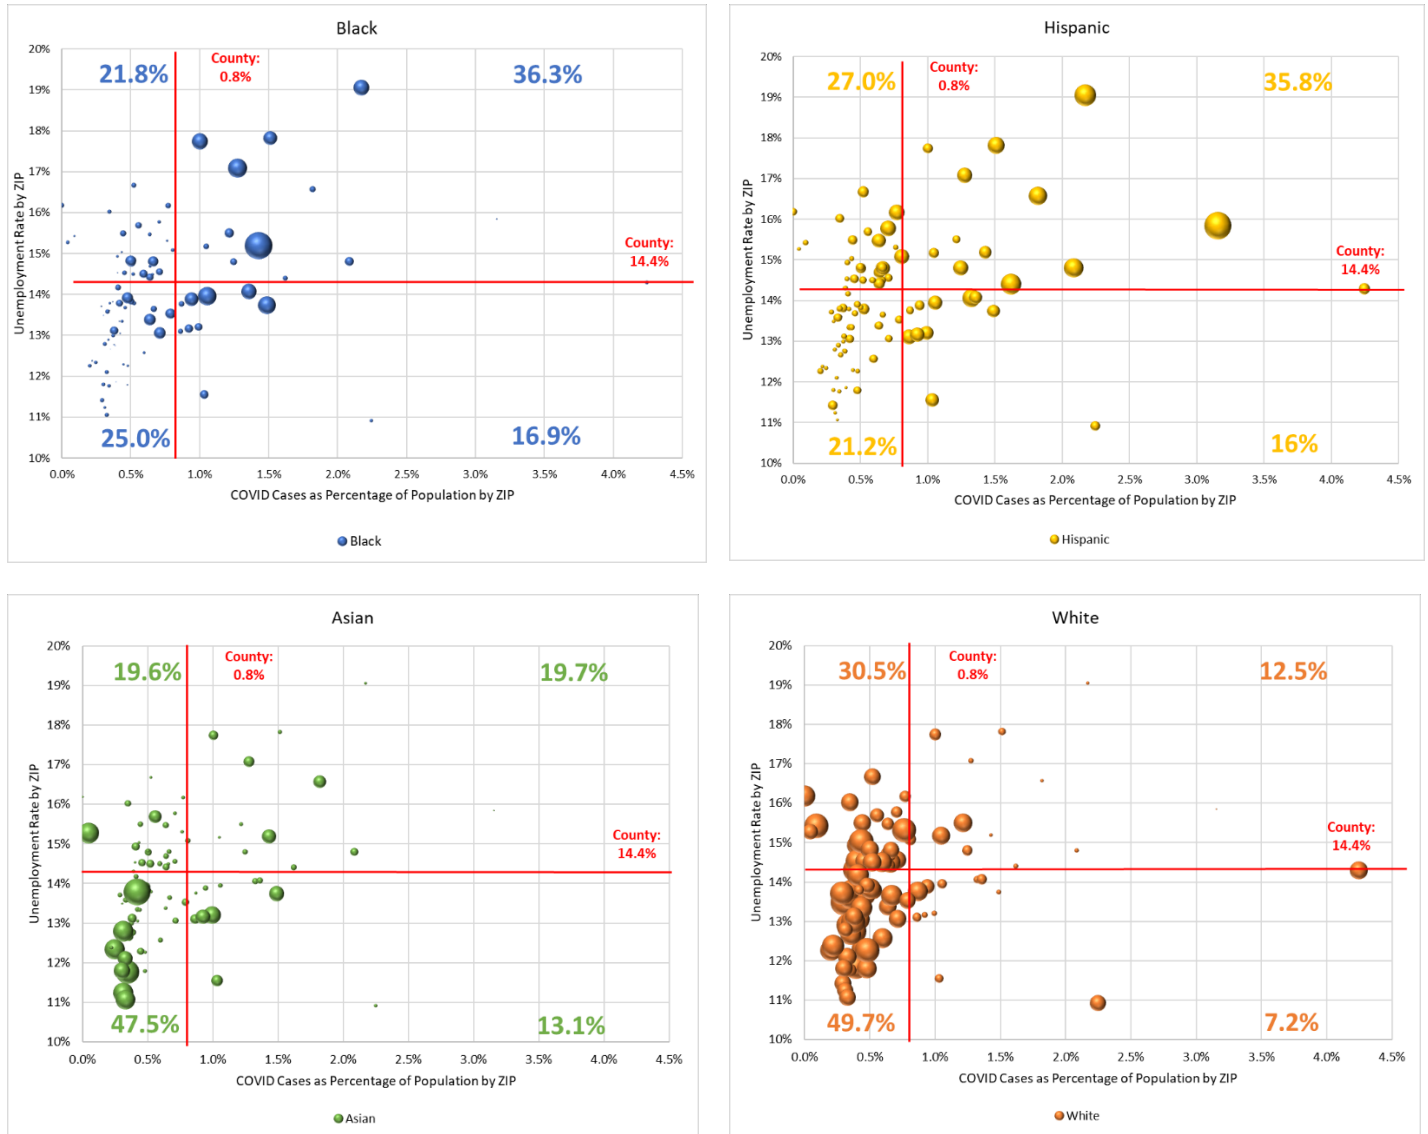 Black
20%
19%
18%
17%
16%
15%
14%
13%
12%
11%
10%
Unemployment Rate by ZIP
21.8%
County:
0.8%
36.3%
County:
14.4%
25.0%
16.9%
0.0% 0.5% 1.0% 1.5% 2.0% 2.5% 3.0% 3.5% 4.0% 4.5%
COVID Cases as Percentage of Population by ZIP
Black
Hispanic
20%
19%
18%
17%
16%
15%
14%
13%
12%
11%
10%
Unemployment Rate by ZIP
27.0%
County:
0.8%
35.8%
County:
14.4%
21.2%
16%
0.0% 0.5% 1.0% 1.5% 2.0% 2.5% 3.0% 3.5% 4.0% 4.5%
COVID Cases as Percentage of Population by ZIP
Hispanic
Asian
20%
19%
18%
17%
16%
15%
14%
13%
12%
11%
10%
Unemployment Rate by ZIP
19.6%
County:
0.8%
19.7%
County:
14.4%
47.5%
13.1%
0.0% 0.5% 1.0% 1.5% 2.0% 2.5% 3.0% 3.5% 4.0% 4.5%
COVID Cases as Percentage of Population by ZIP
Asian
White
20%
19%
18%
17%
16%
15%
14%
13%
12%
11%
10%
Unemployment Rate by ZIP
30.5%
County:
0.8%
12.5%
County:
14.4%
49.7%
7.2%
0.0% 0.5% 1.0% 1.5% 2.0% 2.5% 3.0% 3.5% 4.0% 4.5%
COVID Cases as Percentage of Population by ZIP
White